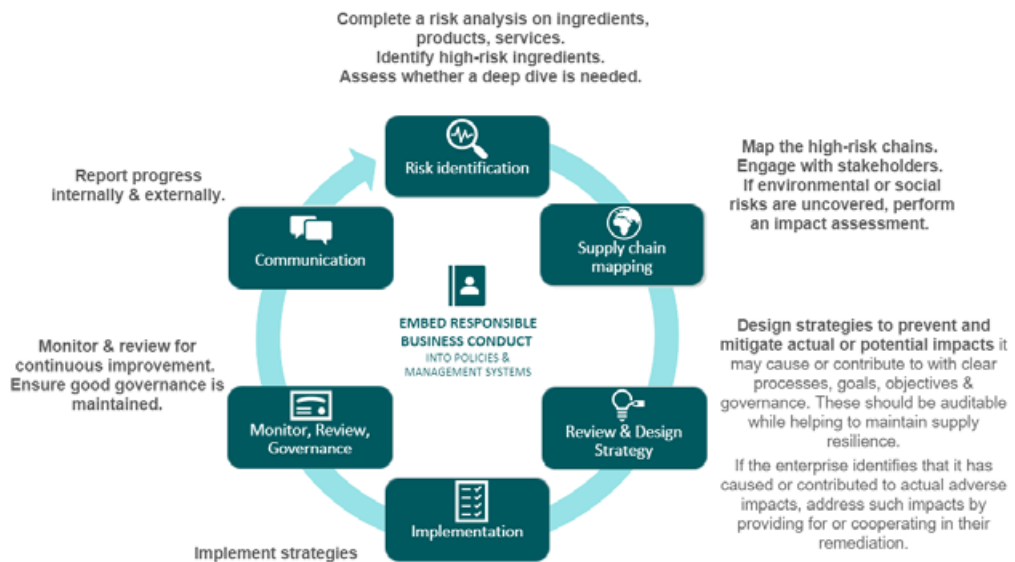 Complete a risk analysis on ingredients,
products, services.
Identify high-risk ingredients.
Assess whether a deep dive is needed.
Risk identification
Map the high-risk chains.
Engage with stakeholders.
If environmental or social
risks are uncovered, perform
an impact assessment.
Supply chain
mapping
Design strategies to prevent and
mitigate actual or potential impacts it
may cause or contribute to with clear
processes, goals, objectives &
governance. These should be auditable
while helping to maintain supply
resilience.
If the enterprise identifies that it has
caused or contributed to actual adverse
impacts, address such impacts by
providing for or cooperating in their
remediation.
Review & Design
Strategy
Implementation
Implement strategies
Monitor, Review,
Governance
Monitor & review for
continuous improvement.
Ensure good governance is
maintained.
Communication
Report progress
internally & externally.
EMBED RESPONSIBLE
BUSINESS CONDUCT
INTO POLICIES &
MANAGEMENT SYSTEMS